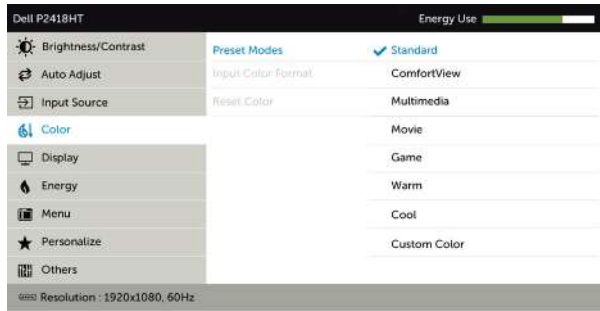 Dell P2418HT
Energy Use
Brightness/Contrast
Auto Adjust
Input Source
Color
Display
Energy
Menu
Personalize
Others
Preset Modes
Input Color Format
Reset Color
Standard
ComfortView
Multimedia
Movie
Game
Warm
Cool
Custom Color
Resolution : 1920x1080, 60Hz